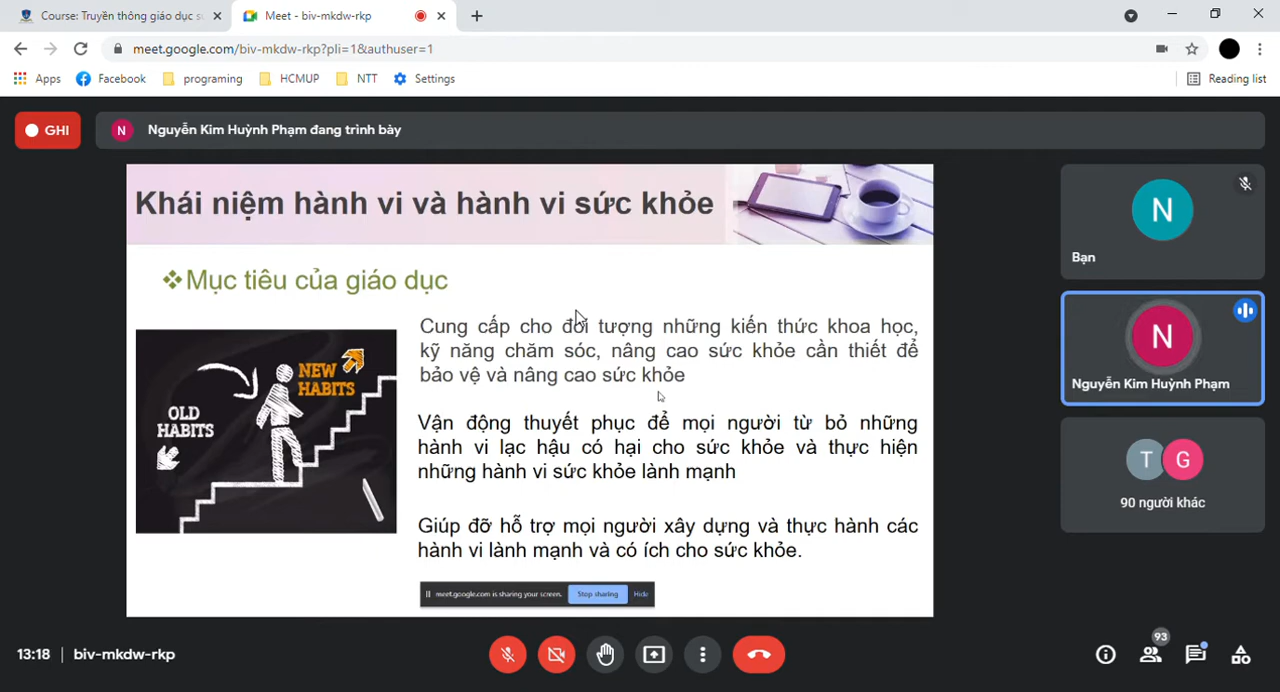 Course: Truyền thông giáo dục s
Meet - biv-mkdw-rkp
meet.google.com/biv-mkdw-rkp?pli=1&authuser=1
Apps
Facebook
programing
HCMUP
NTT
Settings
Reading list
GHI
N
Nguyễn Kim Huỳnh Phạm đang trình bày
Khái niệm hành vi và hành vi sức khỏe
Mục tiêu của giáo dục
OLD
HABITS
NEW
HABITS
Cung cấp cho đối tượng những kiến thức khoa học,
kỹ năng chăm sóc, nâng cao sức khỏe cần thiết để
bảo vệ và nâng cao sức khỏe
Vận động thuyết phục để mọi người từ bỏ những
hành vi lạc hậu có hại cho sức khỏe và thực hiện
những hành vi sức khỏe lành mạnh
Giúp đỡ hỗ trợ mọi người xây dựng và thực hành các
hành vi lành mạnh và có ích cho sức khỏe.
meet.google.com is sharing your screen.
Stop sharing
Hide
N
Bạn
N
Nguyễn Kim Huỳnh Phạm
T
G
90 người khác
13:18
biv-mkdw-rkp
93